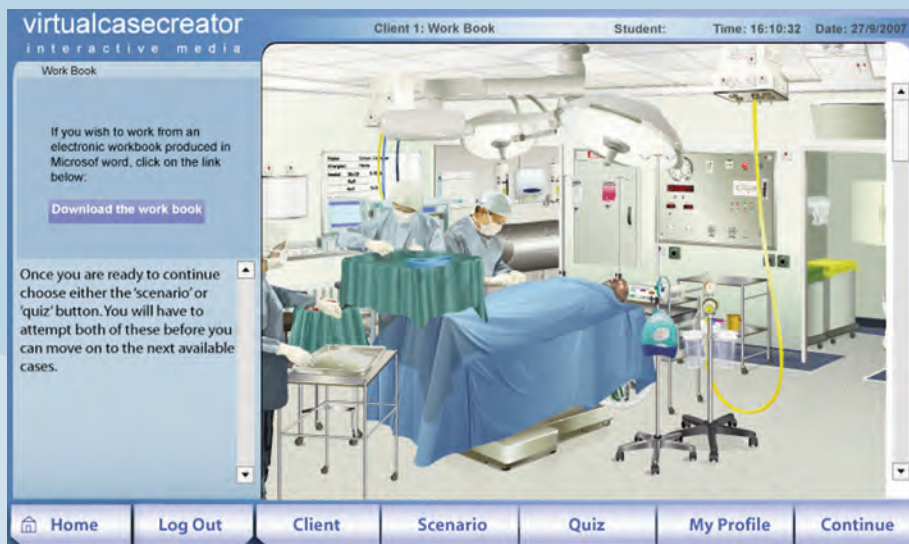 virtualcasecreator
interactive media
Client 1: Work Book
Student:
Time: 16:10:32
Date: 27/9/2007
Work Book
If you wish to work from an
electronic workbook produced in
Microsof word, click on the link
below:
Download the work book
Once you are ready to continue
choose either the ‘scenario’ or
‘quiz’ button. You will have to
attempt both of these before you
can move on to the next available
cases.
Home
Log Out
Client
Scenario
Quiz
My Profile
Continue